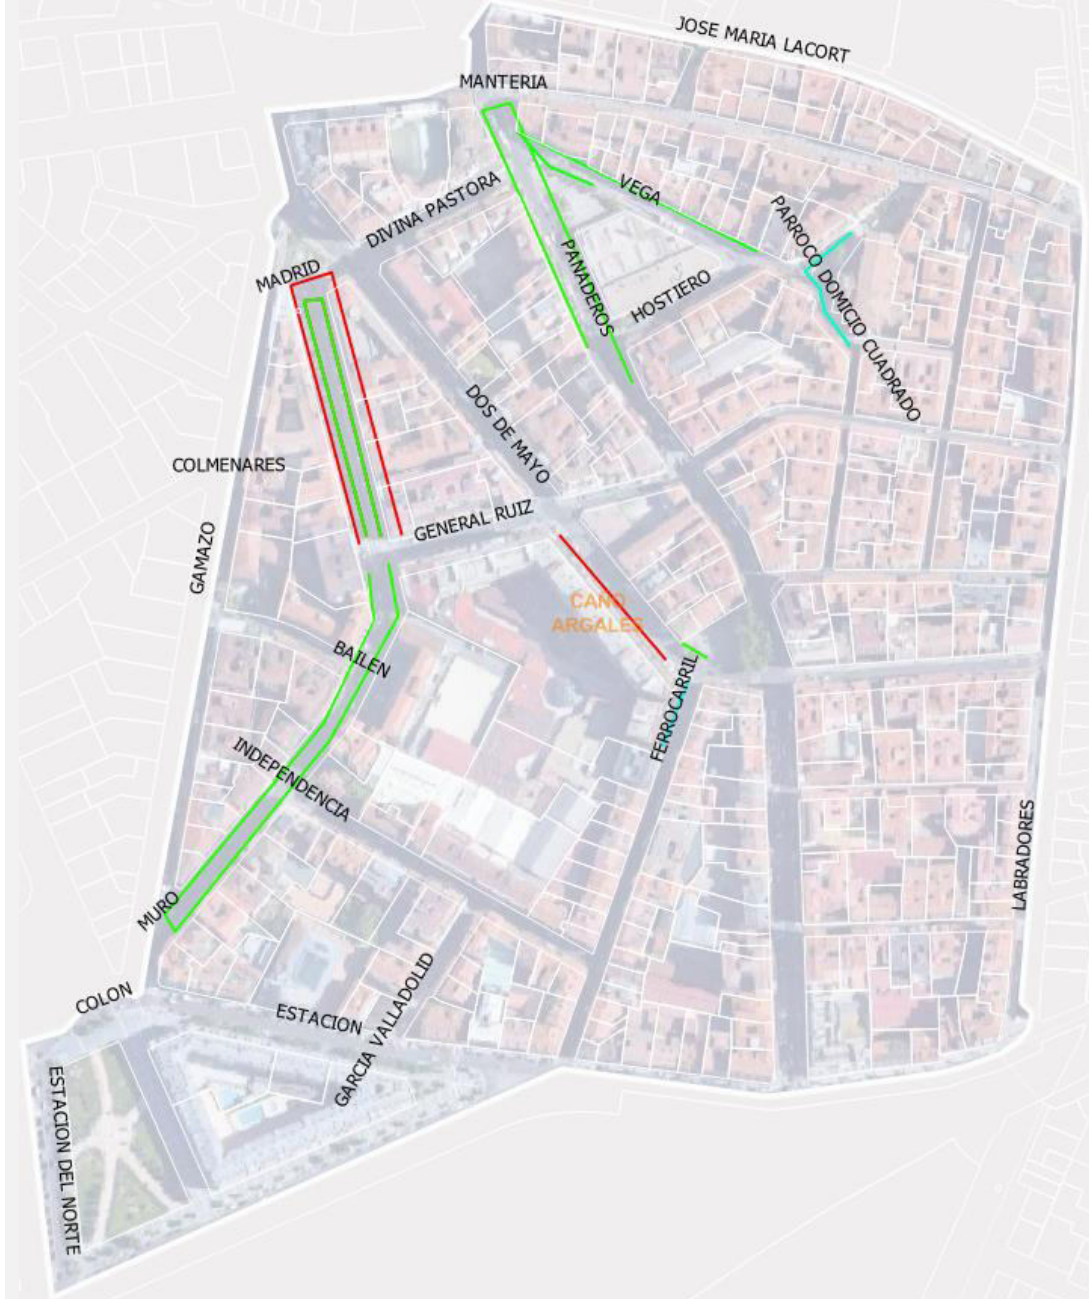 JOSE MARIA LACORT
MANTERIA
VEGA
DIVINA PASTORA
PARROCO DOMICIO CUADRADO
MADRID
PANADEROS
HOSTIERO
DOS DE MAYO
COLMENARES
GENERAL RUIZ
GAMAZO
CAÑO
ARGALES
BAILEN
FERROCARRIL
INDEPENDENCIA
LABRADORES
MURO
COLON
ESTACION
GARCIA VALLADOLID
ESTACION DEL NORTE